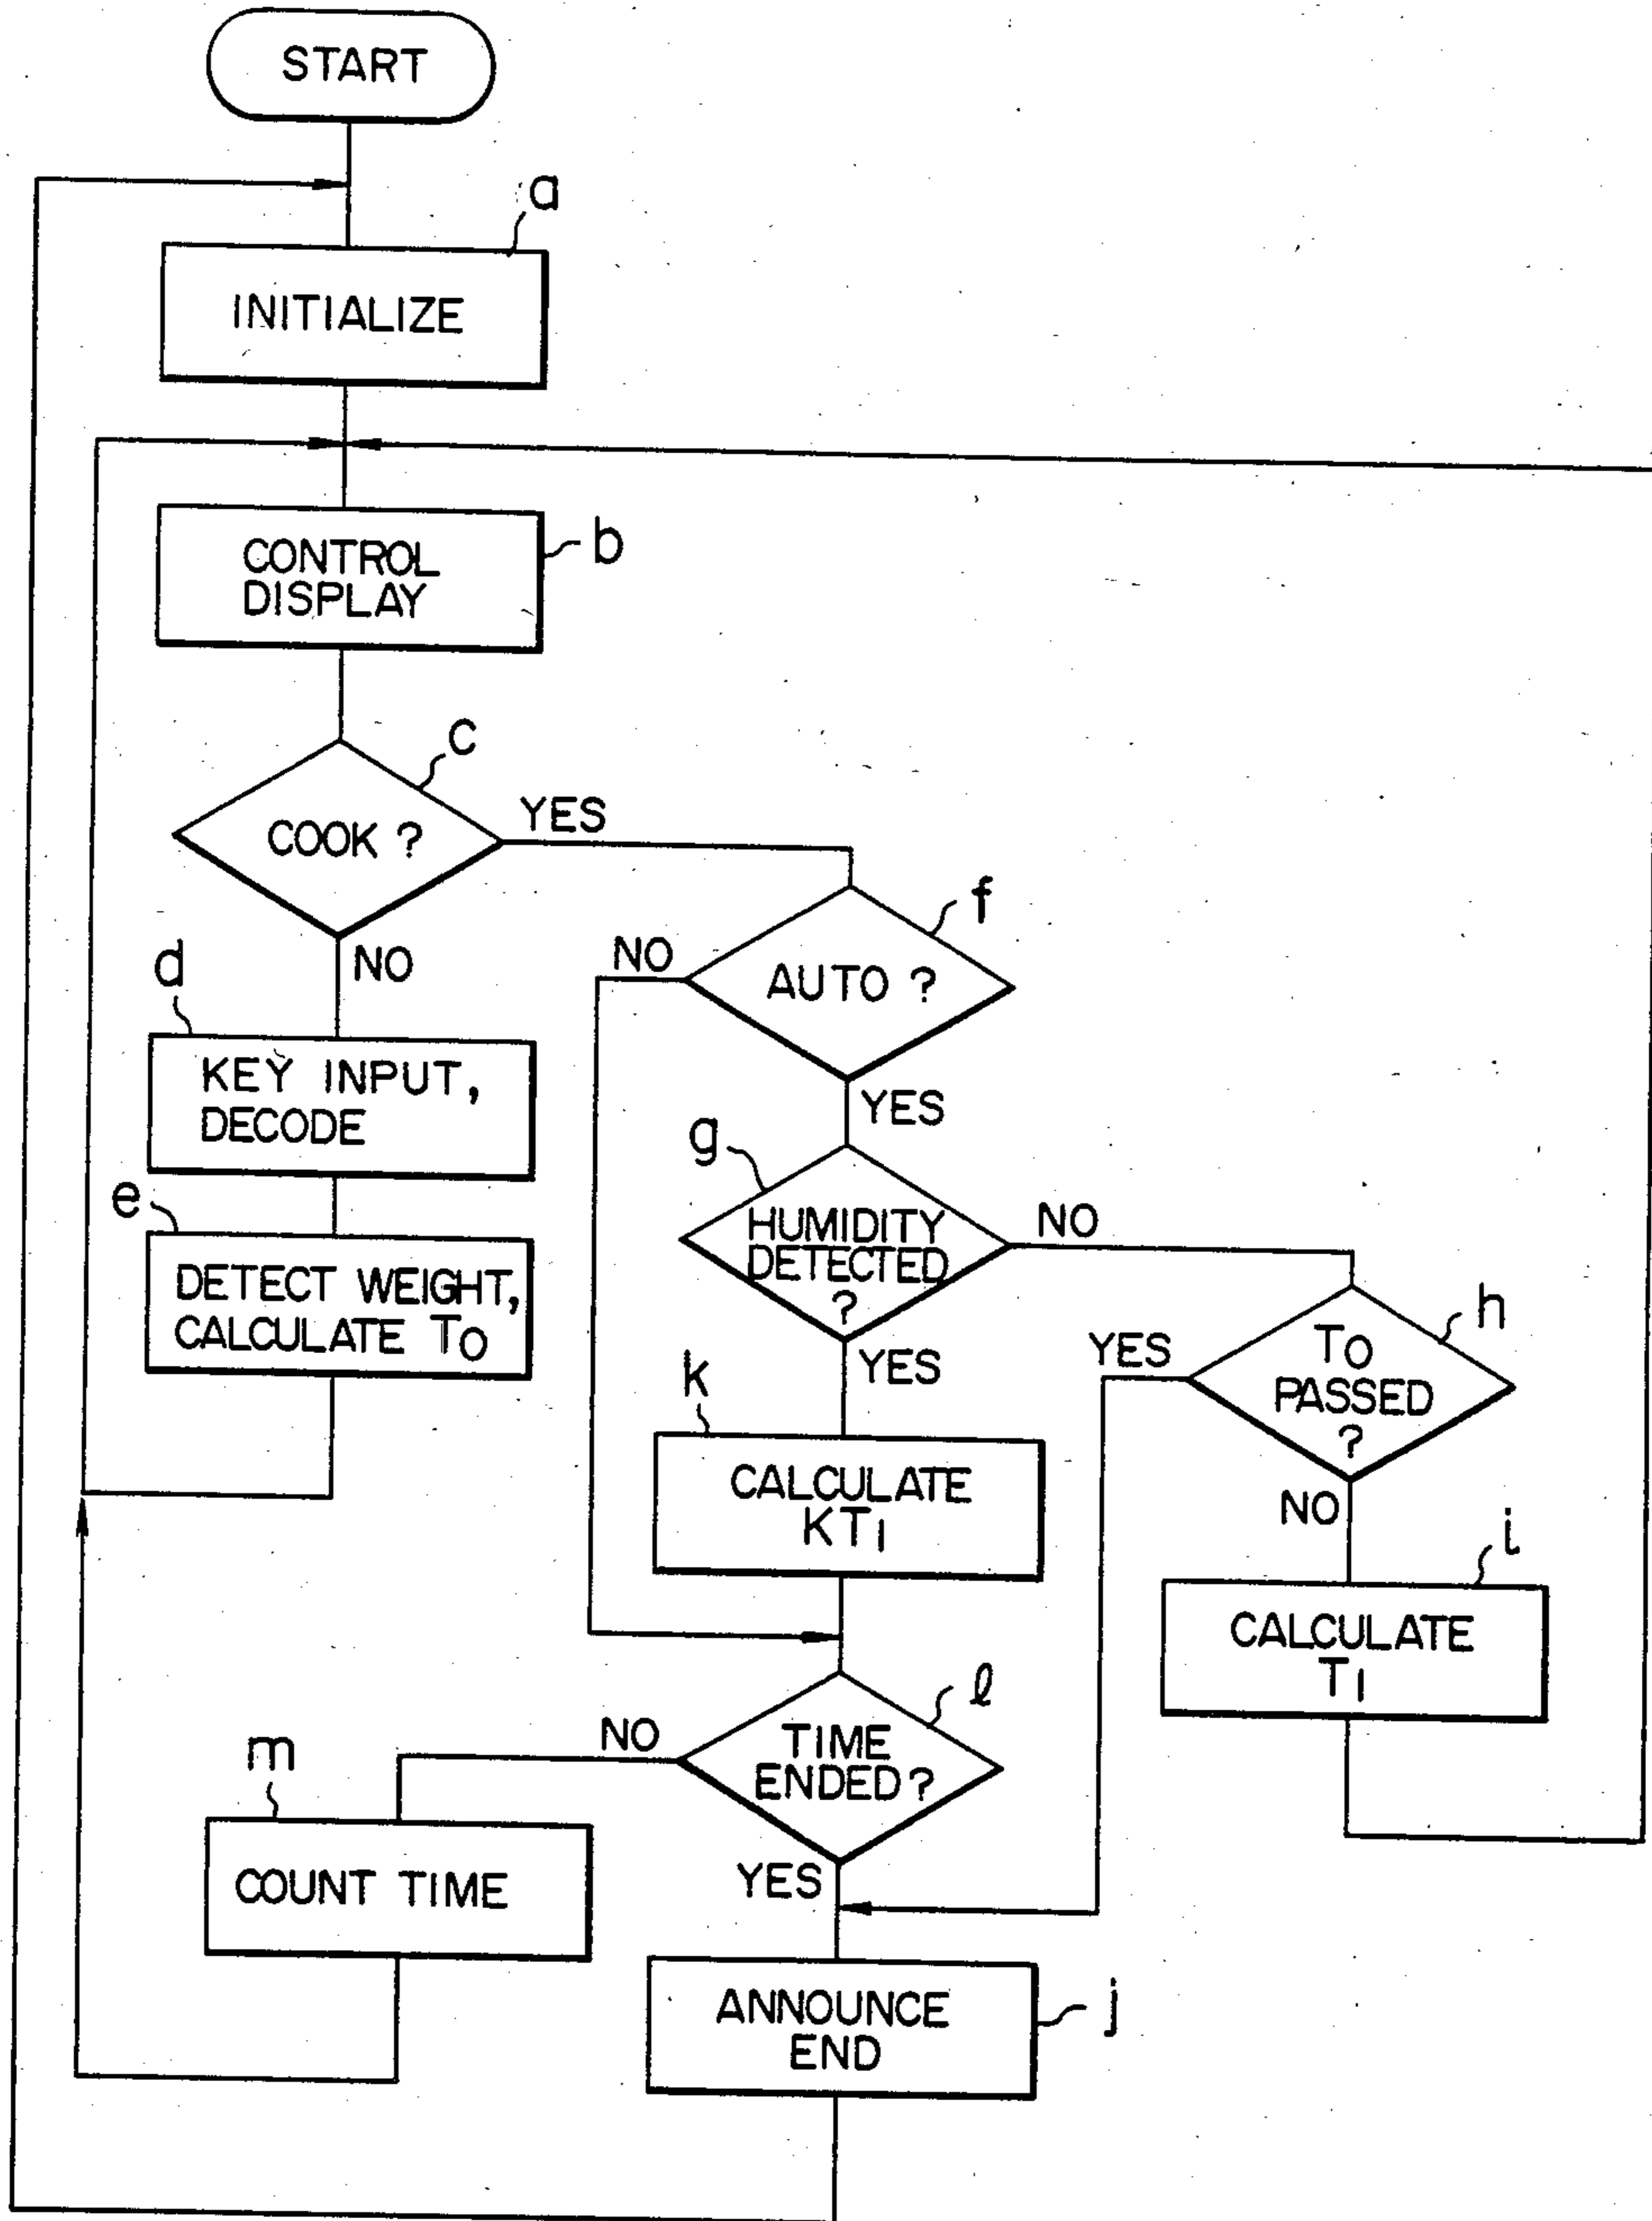 START
a
INITIALIZE
b
CONTROL
DISPLAY
c
COOK ?
YES
NO
f
AUTO ?
NO
YES
d
KEY INPUT,
DECODE
e
DETECT WEIGHT,
CALCULATE To
g
HUMIDITY
DETECTED
?
NO
YES
h
To
PASSED
?
YES
NO
k
CALCULATE
KT1
i
CALCULATE
T1
l
TIME
ENDED ?
NO
YES
m
COUNT TIME
j
ANNOUNCE
END